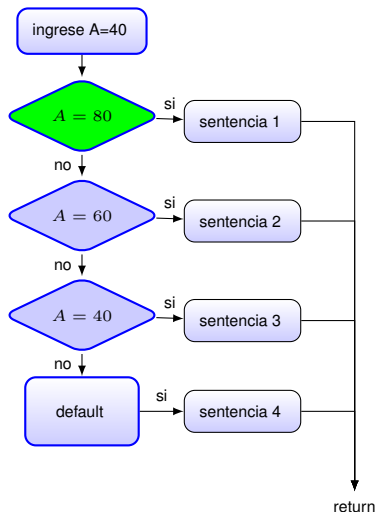 ingrese A=40
A = 80
si
sentencia 1
no
A = 60
si
sentencia 2
no
A = 40
si
sentencia 3
no
default
si
sentencia 4
return